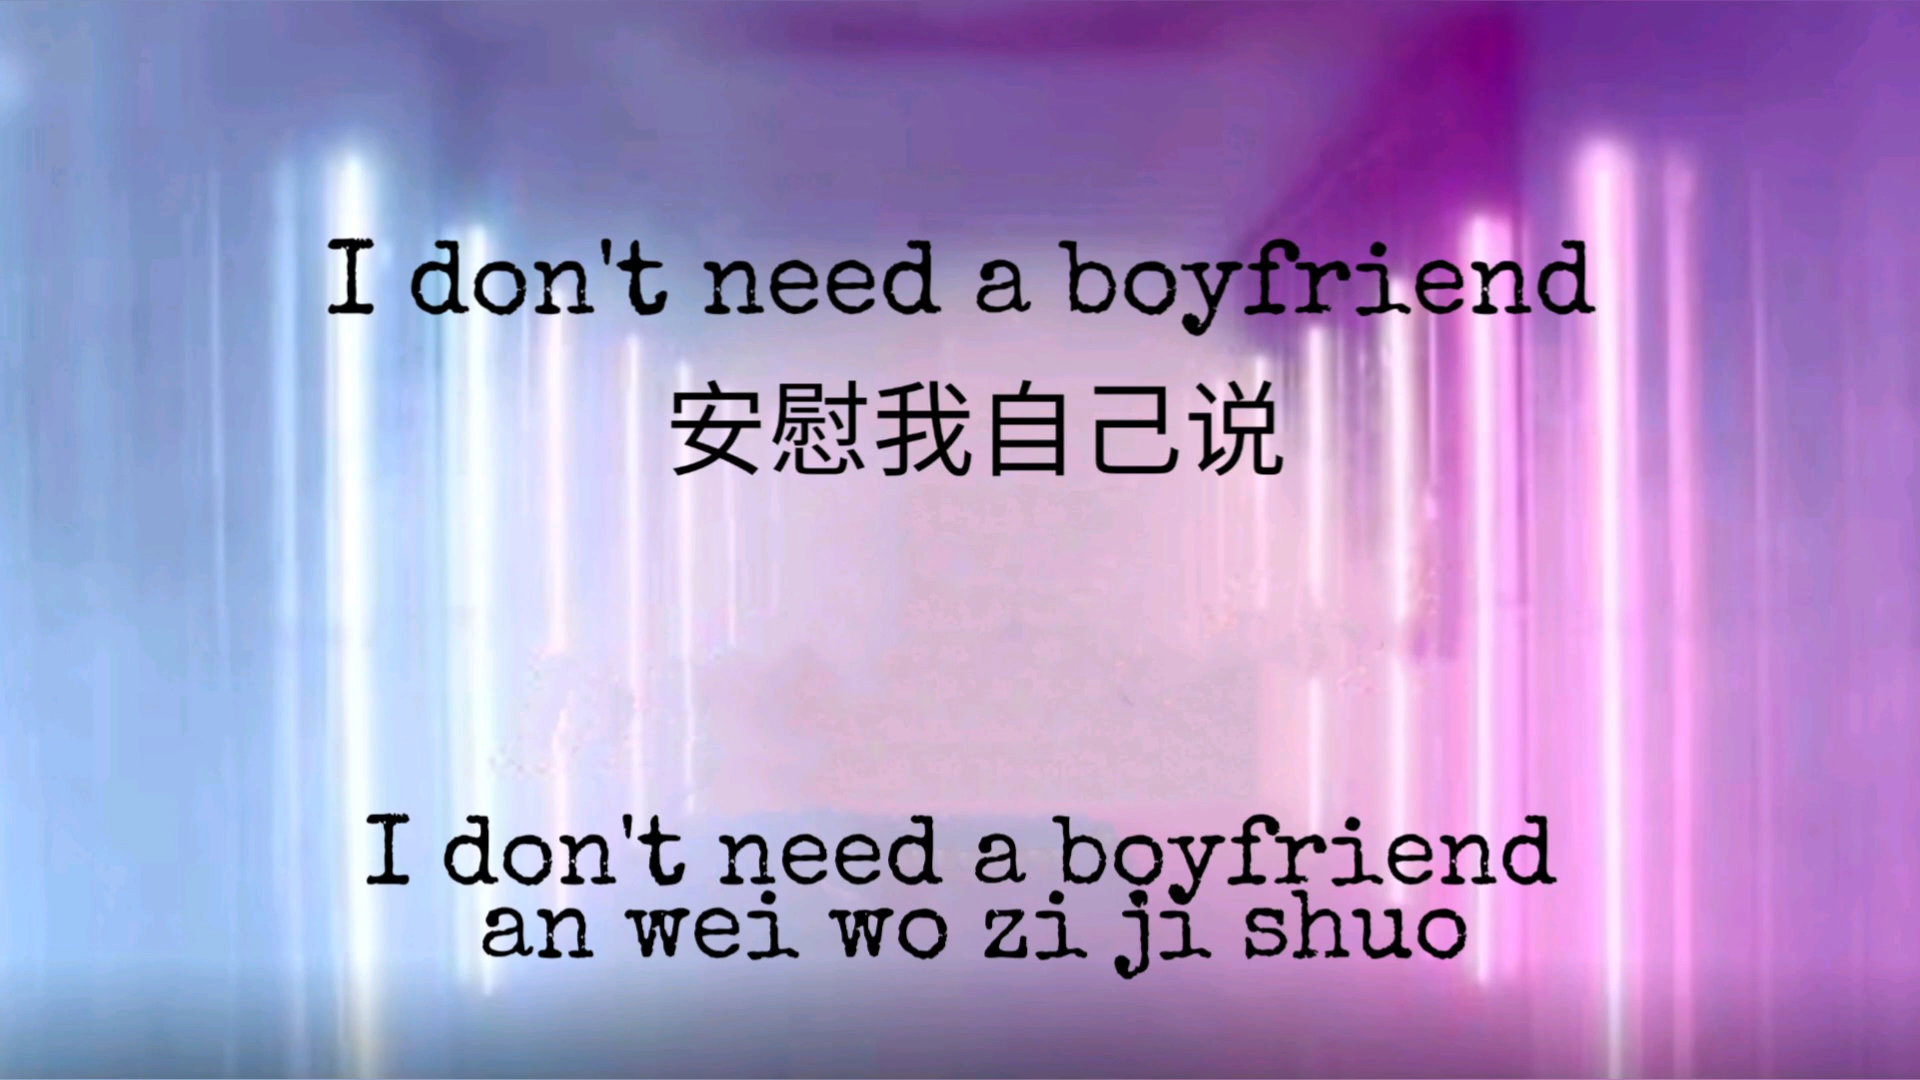 I don't need a boyfriend
安慰我自己说
I don't need a boyfriend
an wei wo zi ji shuo